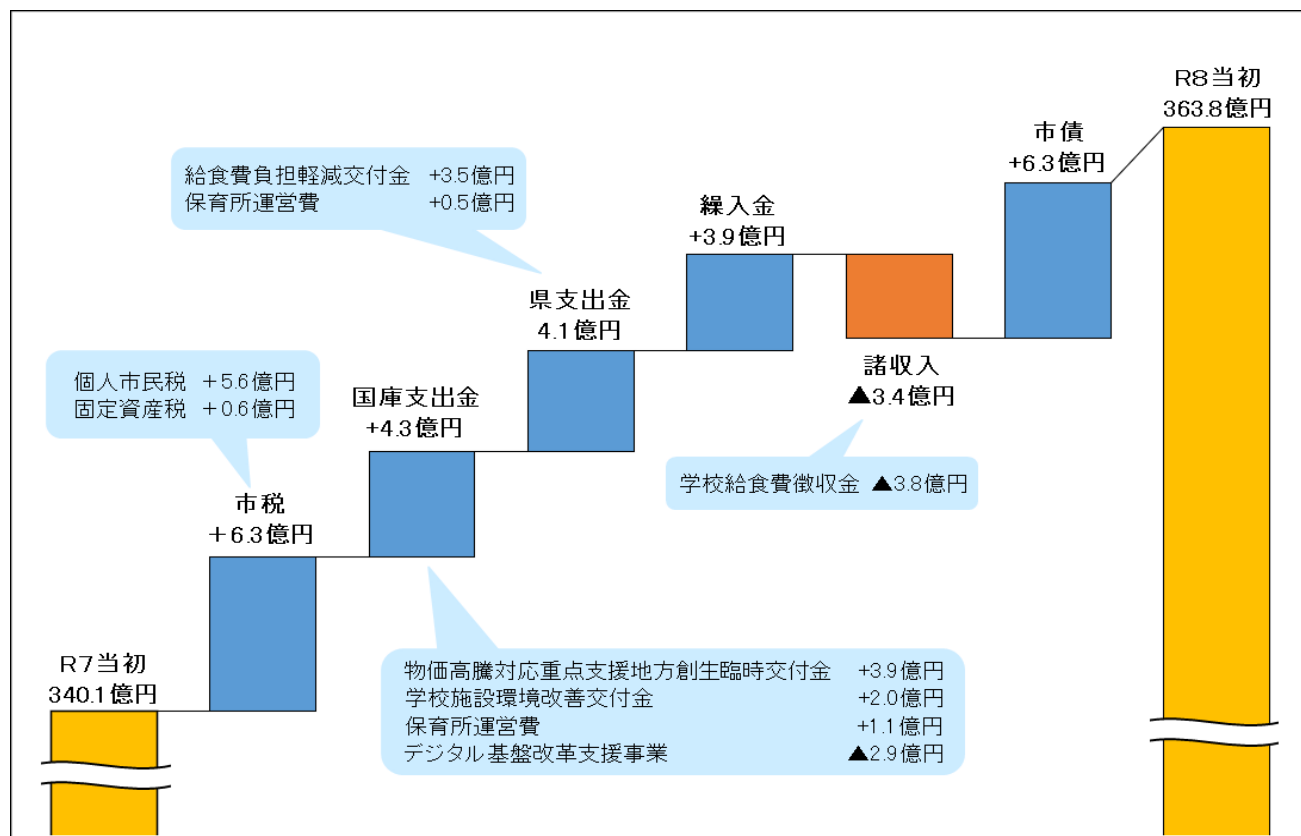 R7当初
340.1億円
個人市民税 +5.6億円
固定資産税 +0.6億円
市税
+6.3億円
国庫支出金
+4.3億円
物価高騰対応重点支援地方創生臨時交付金 +3.9億円
学校施設環境改善交付金 +2.0億円
保育所運営費 +1.1億円
デジタル基盤改革支援事業 ▲2.9億円
給食費負担軽減交付金 +3.5億円
保育所運営費 +0.5億円
県支出金
4.1億円
繰入金
+3.9億円
諸収入
▲3.4億円
学校給食費徴収金 ▲3.8億円
市債
+6.3億円
R8当初
363.8億円